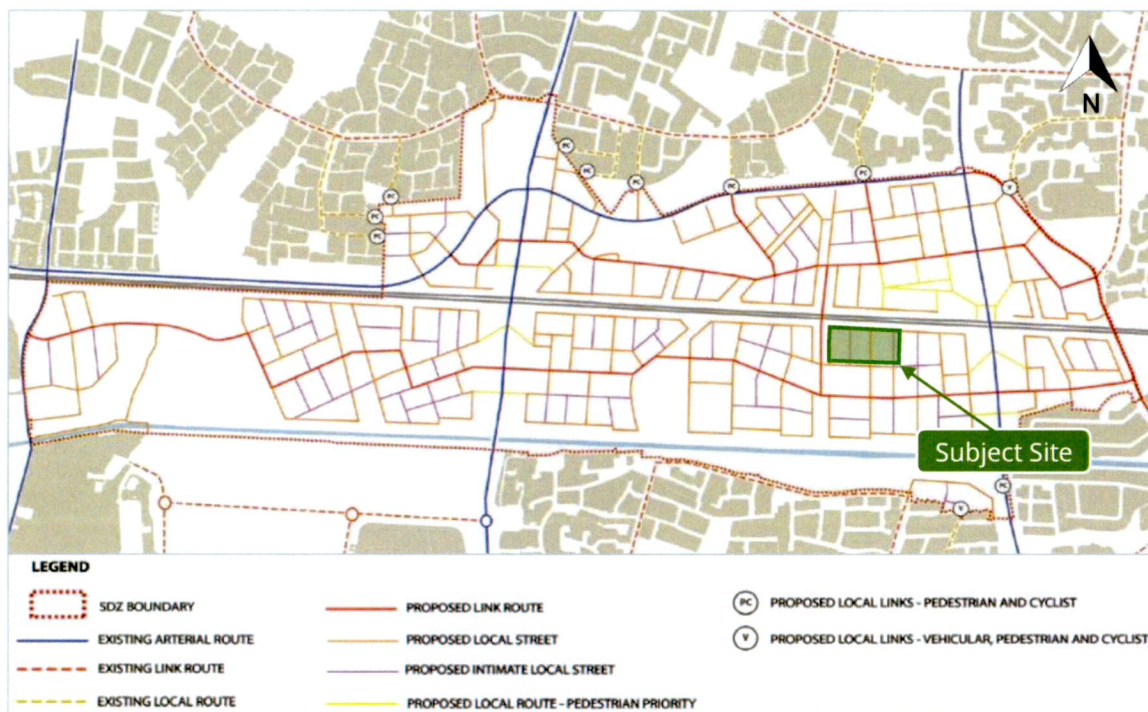 N
PC
PC
PC
PC
PC
V
PC
PC
PC
Subject Site
PC
V
LEGEND
SDZ BOUNDARY
EXISTING ARTERIAL ROUTE
EXISTING LINK ROUTE
EXISTING LOCAL ROUTE
PROPOSED LINK ROUTE
PROPOSED LOCAL STREET
PROPOSED INTIMATE LOCAL STREET
PROPOSED LOCAL ROUTE - PEDESTRIAN PRIORITY
PC PROPOSED LOCAL LINKS - PEDESTRIAN AND CYCLIST
V PROPOSED LOCAL LINKS - VEHICULAR, PEDESTRIAN AND CYCLIST